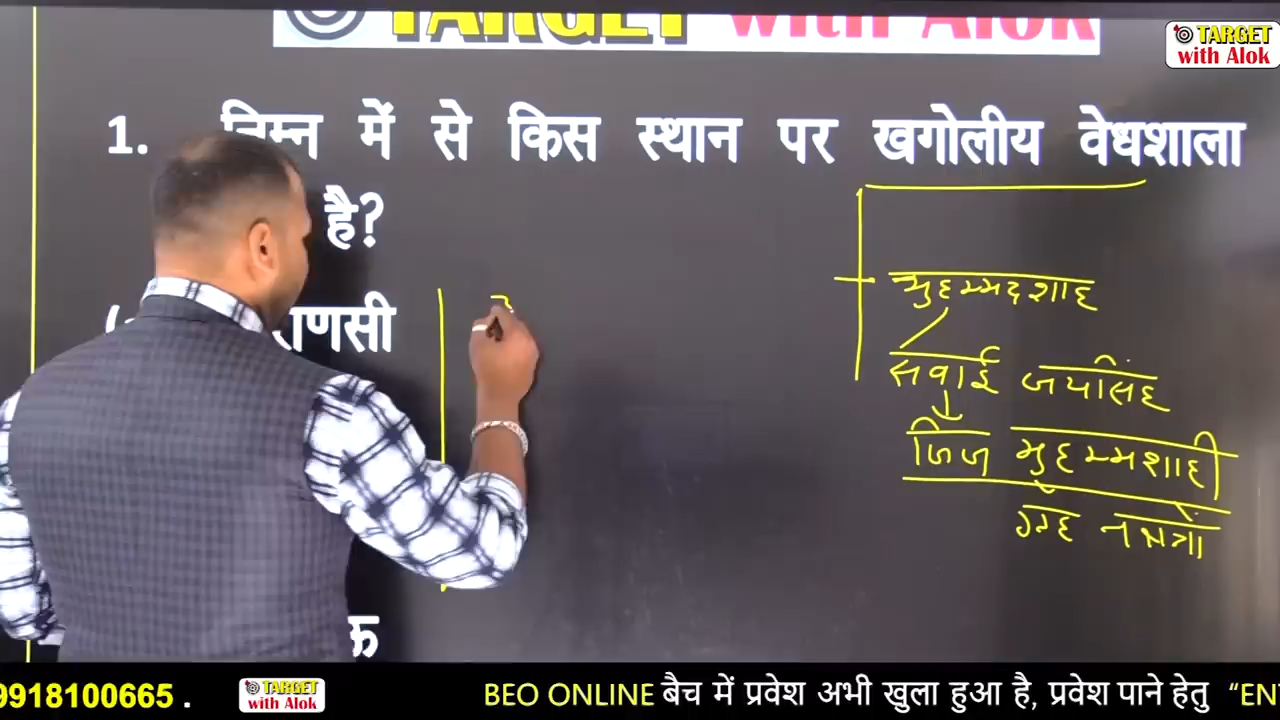 TARGET with Alok
TARGET
with Alok
1. निम्न में से किस स्थान पर खगोलीय वेधशाला
है?
मुहम्मदशाह
सवाई जयसिंह
जिज मुहम्मशाही
ग्रह नक्षत्रों
9918100665 .
TARGET
with Alok
BEO ONLINE बैच में प्रवेश अभी खुला हुआ है, प्रवेश पाने हेतु “EN